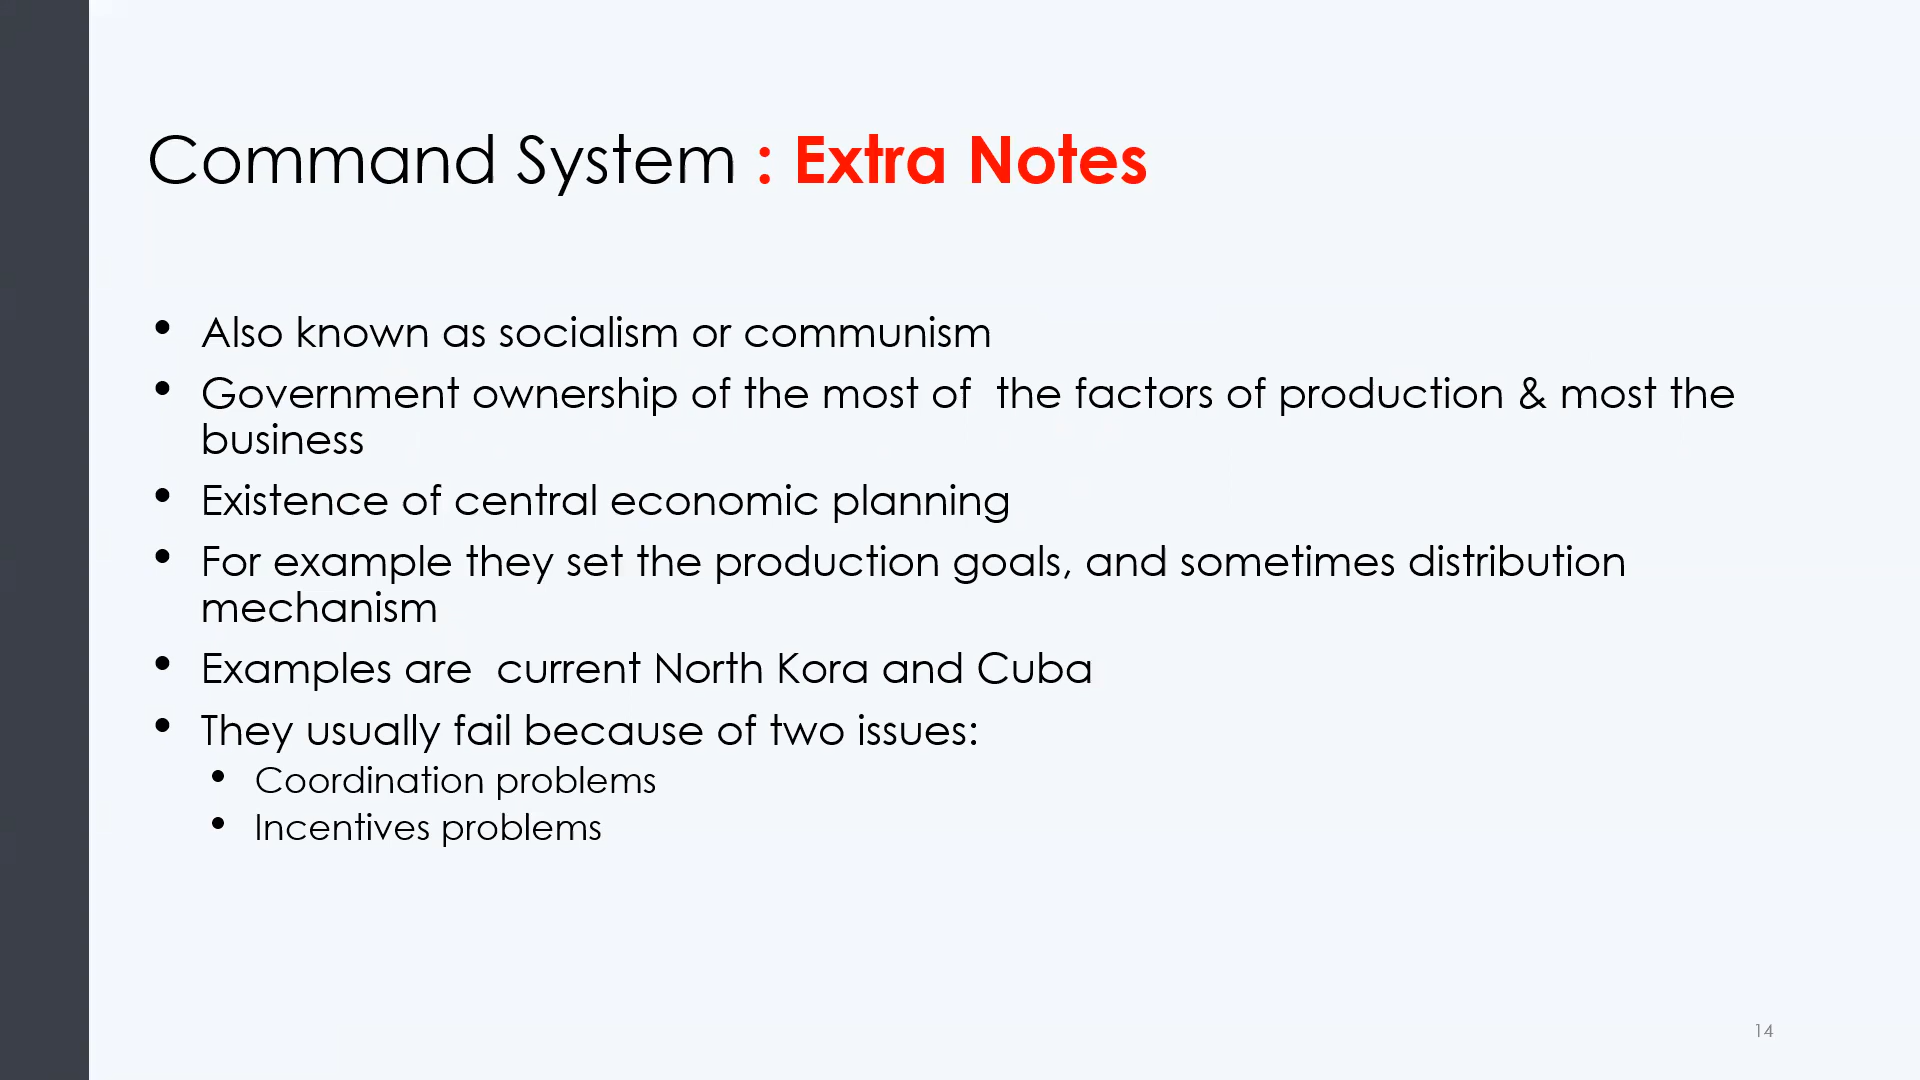 Command System : Extra Notes
• Also known as socialism or communism
• Government ownership of the most of  the factors of production & most the
business
• Existence of central economic planning
• For example they set the production goals, and sometimes distribution
mechanism
• Examples are  current North Kora and Cuba
• They usually fail because of two issues:
• Coordination problems
• Incentives problems
14